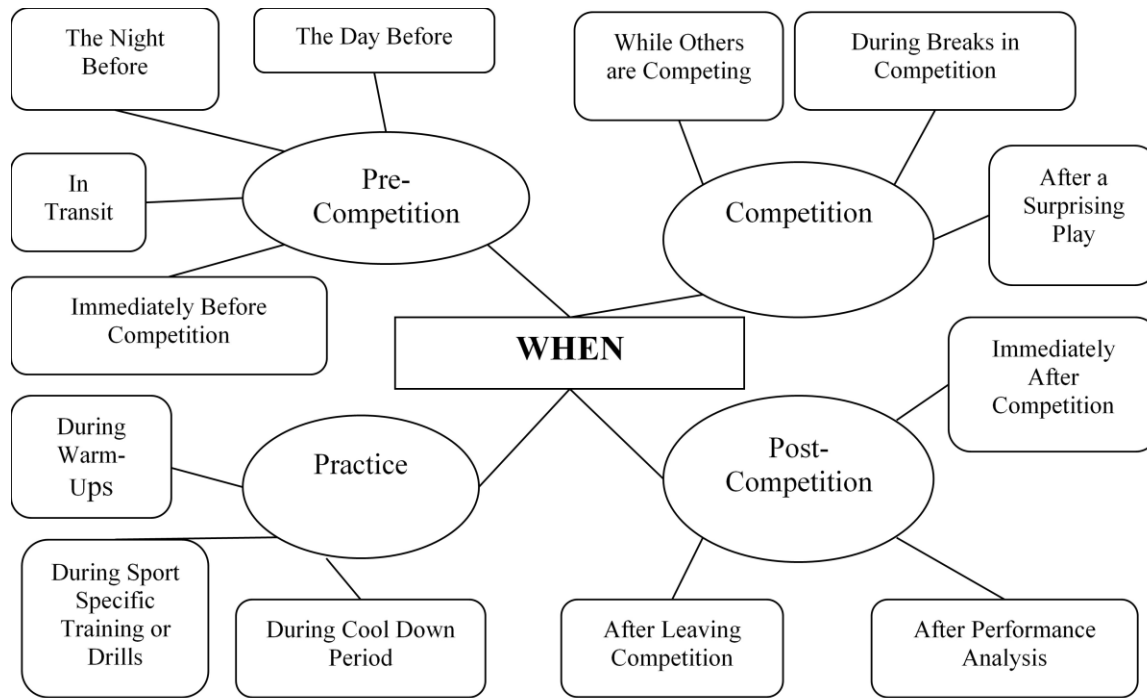 The Night
Before
The Day Before
In
Transit
Pre-
Competition
Immediately Before
Competition
While Others
are Competing
During Breaks in
Competition
Competition
After a
Surprising
Play
WHEN
During
Warm-
Ups
Practice
During Sport
Specific
Training or
Drills
During Cool Down
Period
Immediately
After
Competition
Post-
Competition
After Leaving
Competition
After Performance
Analysis